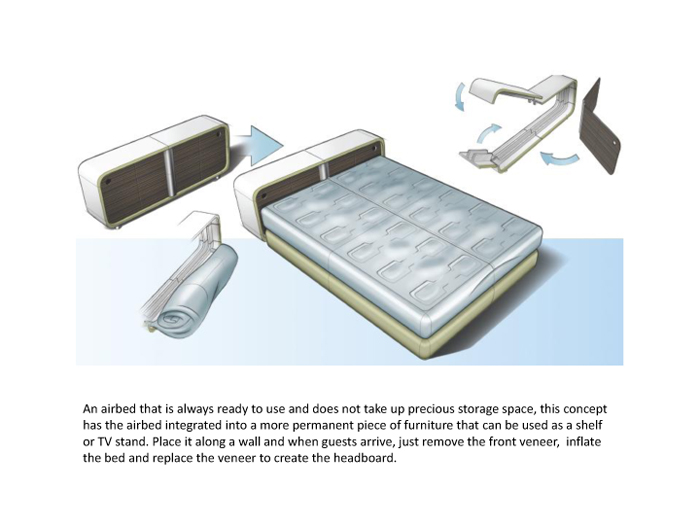 An airbed that is always ready to use and does not take up precious storage space, this concept
has the airbed integrated into a more permanent piece of furniture that can be used as a shelf
or TV stand. Place it along a wall and when guests arrive, just remove the front veneer,  inflate
the bed and replace the veneer to create the headboard.